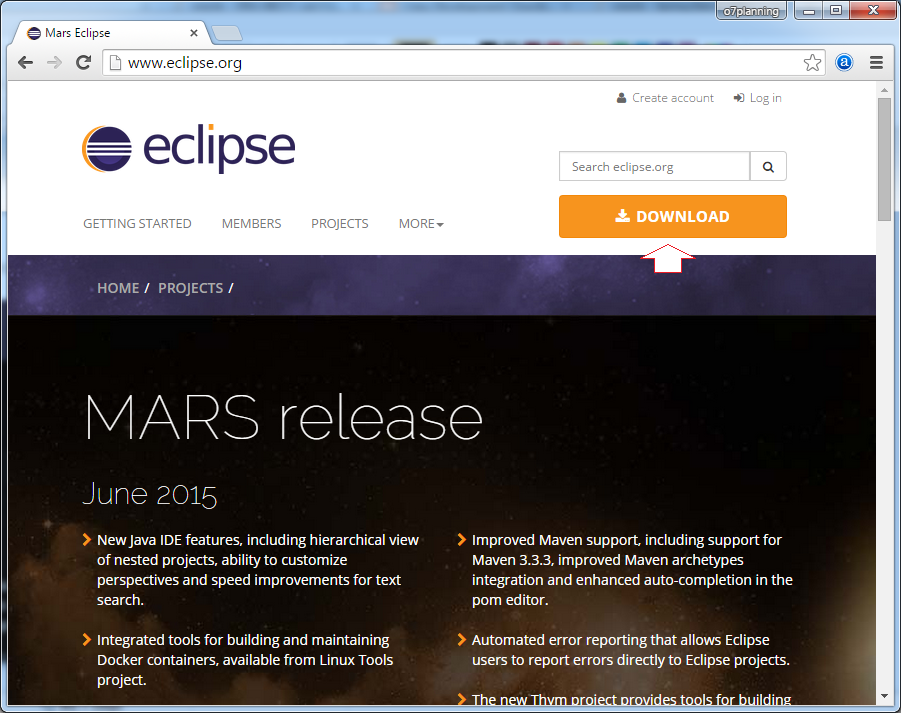 o7planning
Mars Eclipse
www.eclipse.org
Create account
Log in
eclipse
Search eclipse.org
GETTING STARTED
MEMBERS
PROJECTS
MORE
DOWNLOAD
HOME / PROJECTS /
MARS release
June 2015
New Java IDE features, including hierarchical view
of nested projects, ability to customize
perspectives and speed improvements for text
search.
Integrated tools for building and maintaining
Docker containers, available from Linux Tools
project.
Improved Maven support, including support for
Maven 3.3.3, improved Maven archetypes
integration and enhanced auto-completion in the
pom editor.
Automated error reporting that allows Eclipse
users to report errors directly to Eclipse projects.
The new Thym project provides tools for building